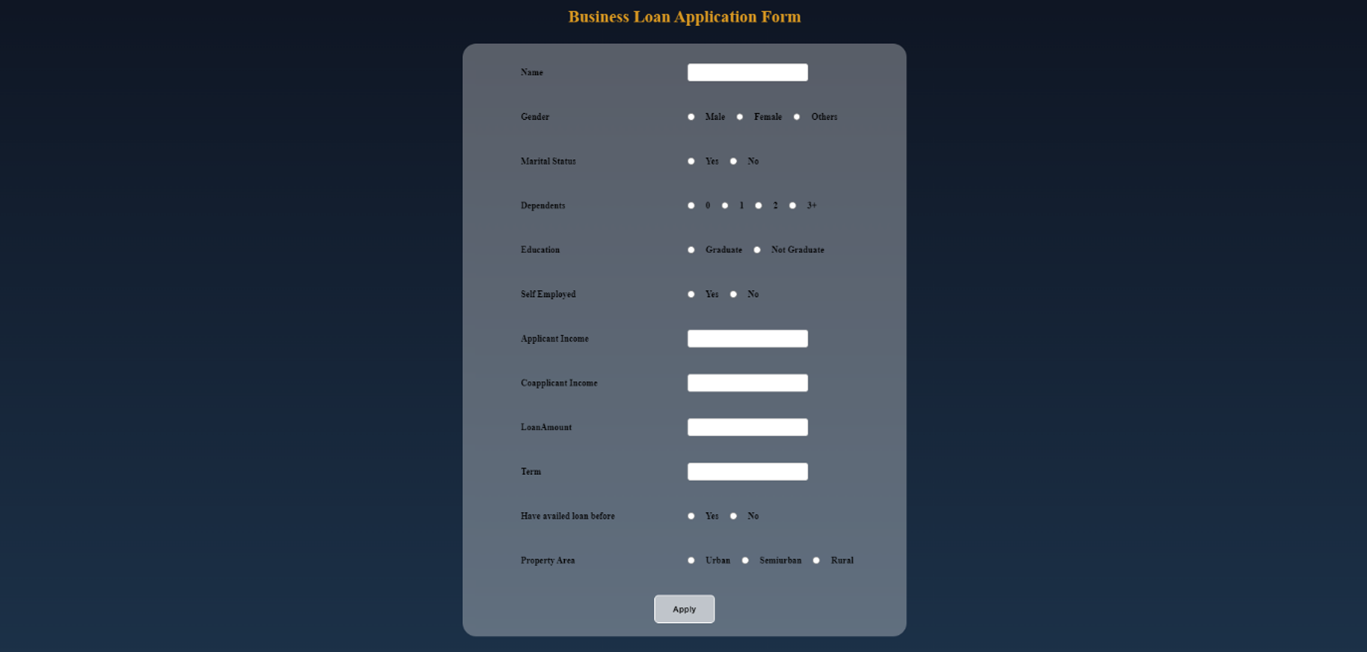 Business Loan Application Form
Name
Gender Male Female Others
Marital Status Yes No
Dependents 0 1 2 3+
Education Graduate Not Graduate
Self Employed Yes No
Applicant Income
Coapplicant Income
LoanAmount
Term
Have availed loan before Yes No
Property Area Urban Semiurban Rural
Apply